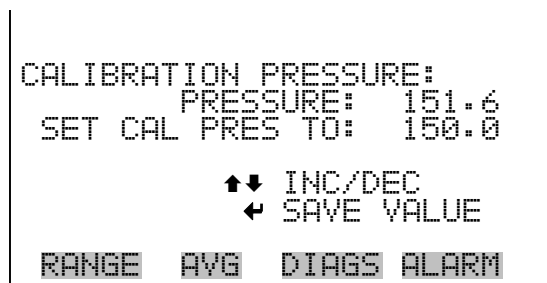 CALIBRATION PRESSURE:
PRESSURE: 151.6
SET CAL PRES TO: 150.0
⬆⬇ INC/DEC
↵ SAVE VALUE
RANGE AVG DIAGS ALARM